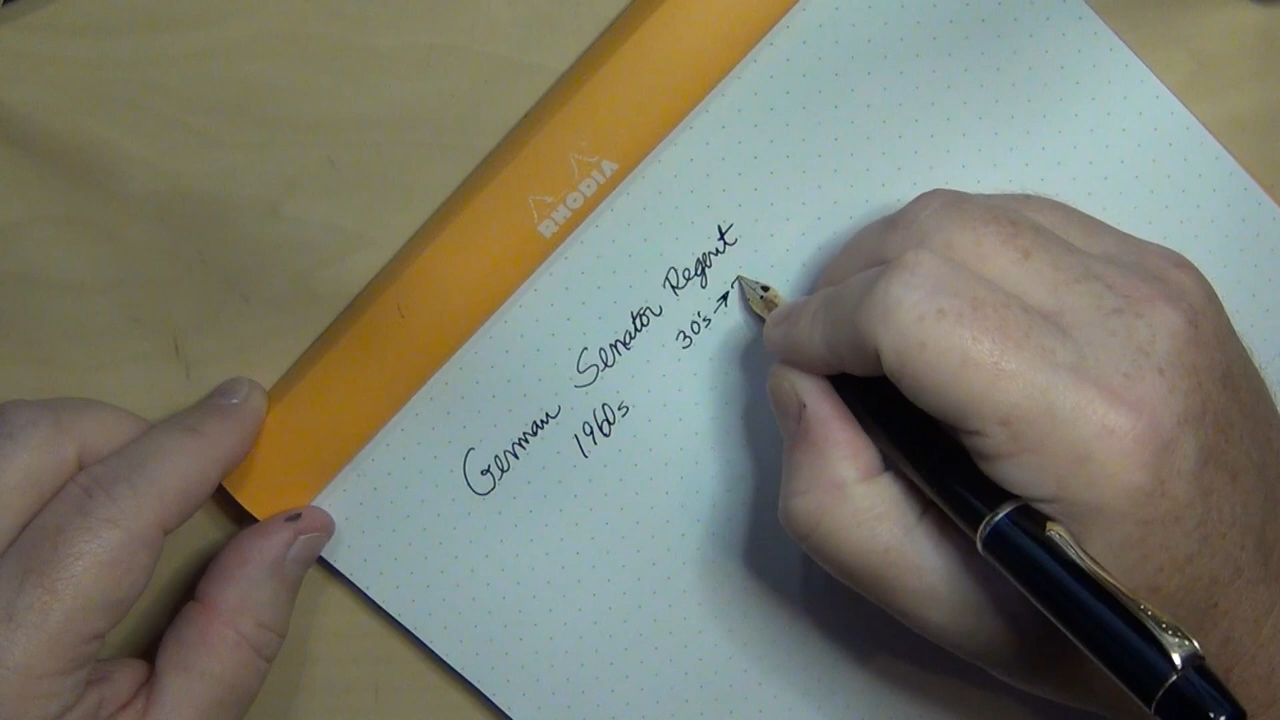 RHODIA
German Senator Regent
1960s 30's →